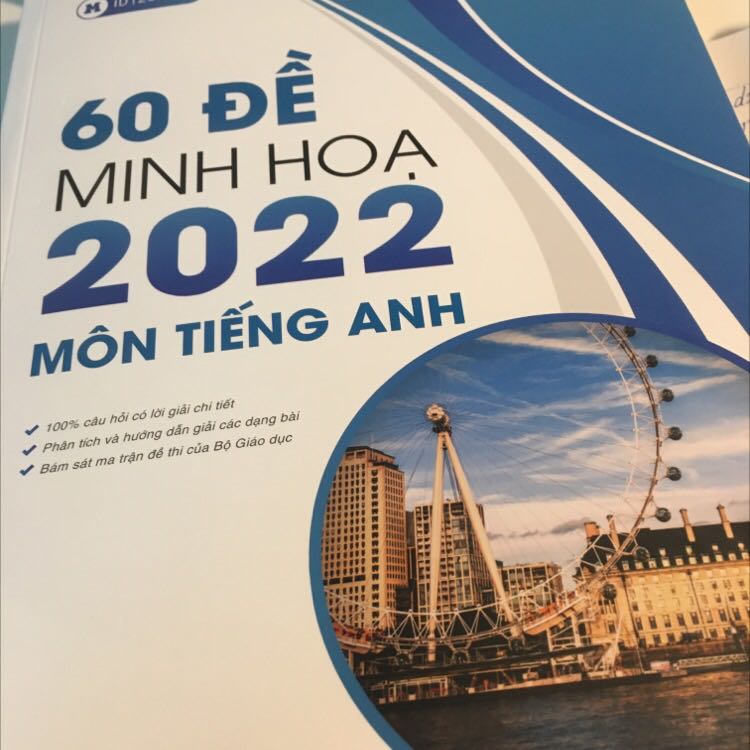 M
60 ĐỀ
MINH HOẠ
2022
MÔN TIẾNG ANH
100% câu hỏi có lời giải chi tiết
Phân tích và hướng dẫn giải các dạng bài
Bám sát ma trận đề thi của Bộ Giáo dục